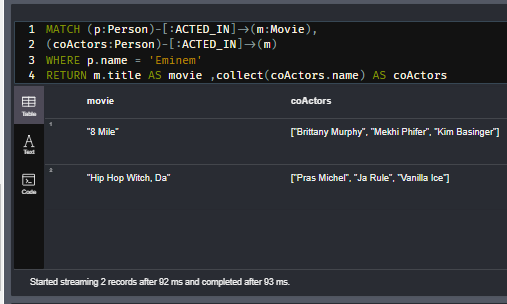 1 MATCH (p:Person)-[:ACTED_IN]→(m:Movie),
2 (coActors:Person)-[:ACTED_IN]→(m)
3 WHERE p.name = 'Eminem'
4 RETURN m.title AS movie ,collect(coActors.name) AS coActors
Table
movie coActors
1
"8 Mile" ["Brittany Murphy", "Mekhi Phifer", "Kim Basinger"]
Text
2
"Hip Hop Witch, Da" ["Pras Michel", "Ja Rule", "Vanilla Ice"]
Code
Started streaming 2 records after 92 ms and completed after 93 ms.